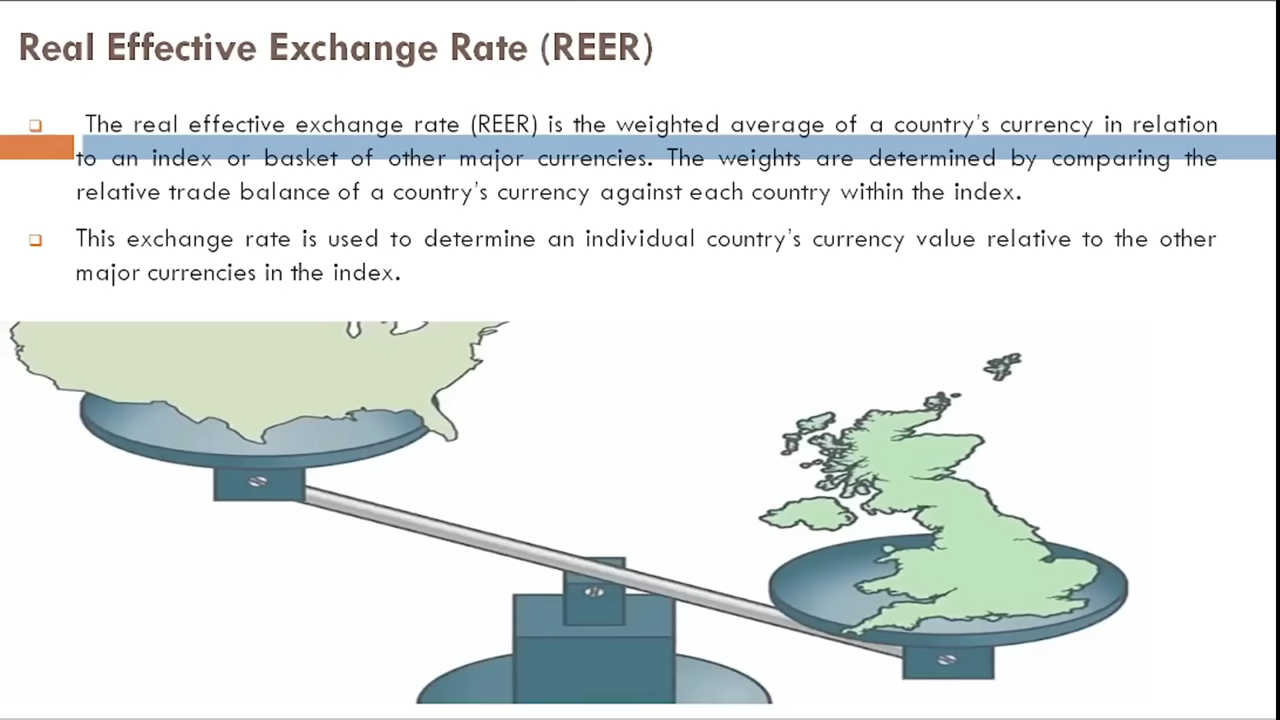 Real Effective Exchange Rate (REER)
The real effective exchange rate (REER) is the weighted average of a country's currency in relation
to an index or basket of other major currencies. The weights are determined by comparing the
relative trade balance of a country's currency against each country within the index.
This exchange rate is used to determine an individual country's currency value relative to the other
major currencies in the index.